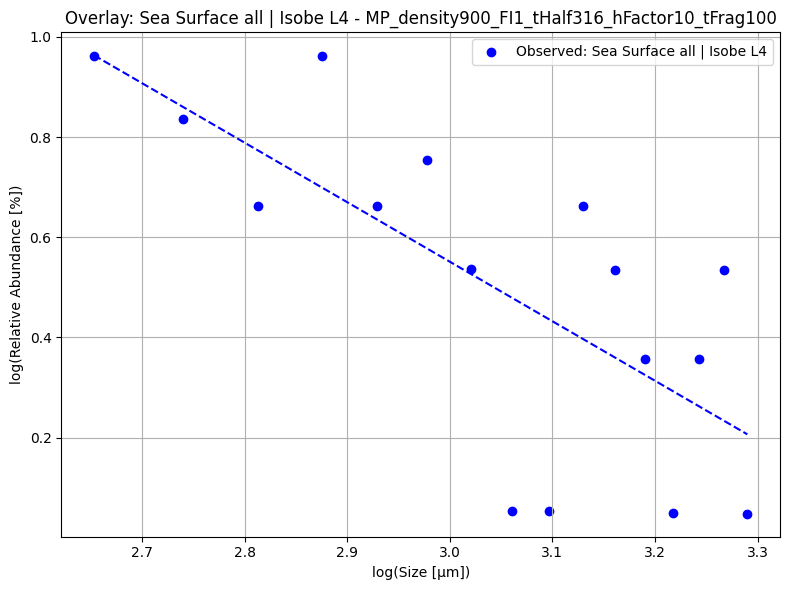 Overlay: Sea Surface all | Isobe L4 - MP_density900_FI1_tHalf316_hFactor10_tFrag100
Observed: Sea Surface all | Isobe L4
log(Relative Abundance [%])
1.0
0.8
0.6
0.4
0.2
2.7 2.8 2.9 3.0 3.1 3.2 3.3
log(Size [µm])